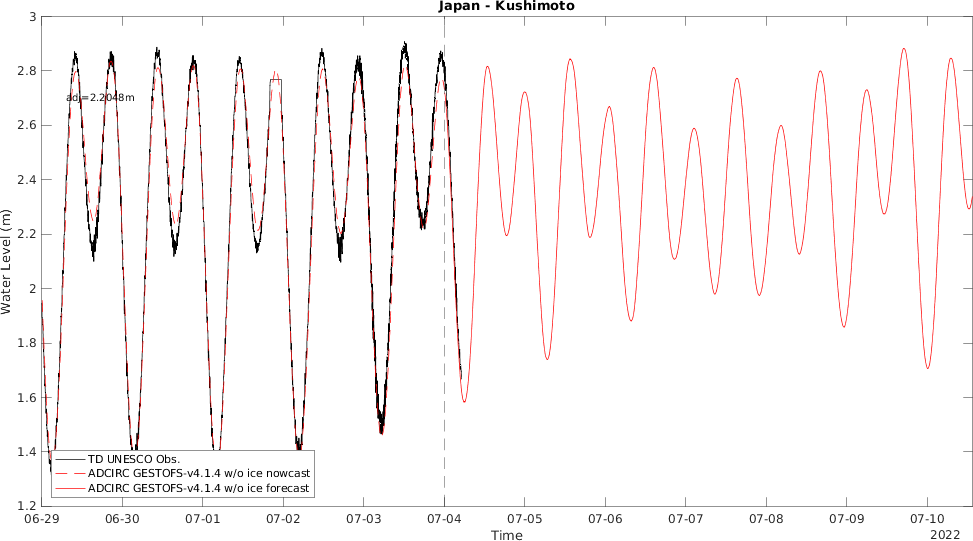 Japan - Kushimoto
Water Level (m)
3
2.8
2.6
2.4
2.2
2
1.8
1.6
1.4
1.2
adj=2.2048m
TD UNESCO Obs.
ADCIRC GESTOFS-v4.1.4 w/o ice nowcast
ADCIRC GESTOFS-v4.1.4 w/o ice forecast
06-29 06-30 07-01 07-02 07-03 07-04 07-05 07-06 07-07 07-08 07-09 07-10
Time
2022